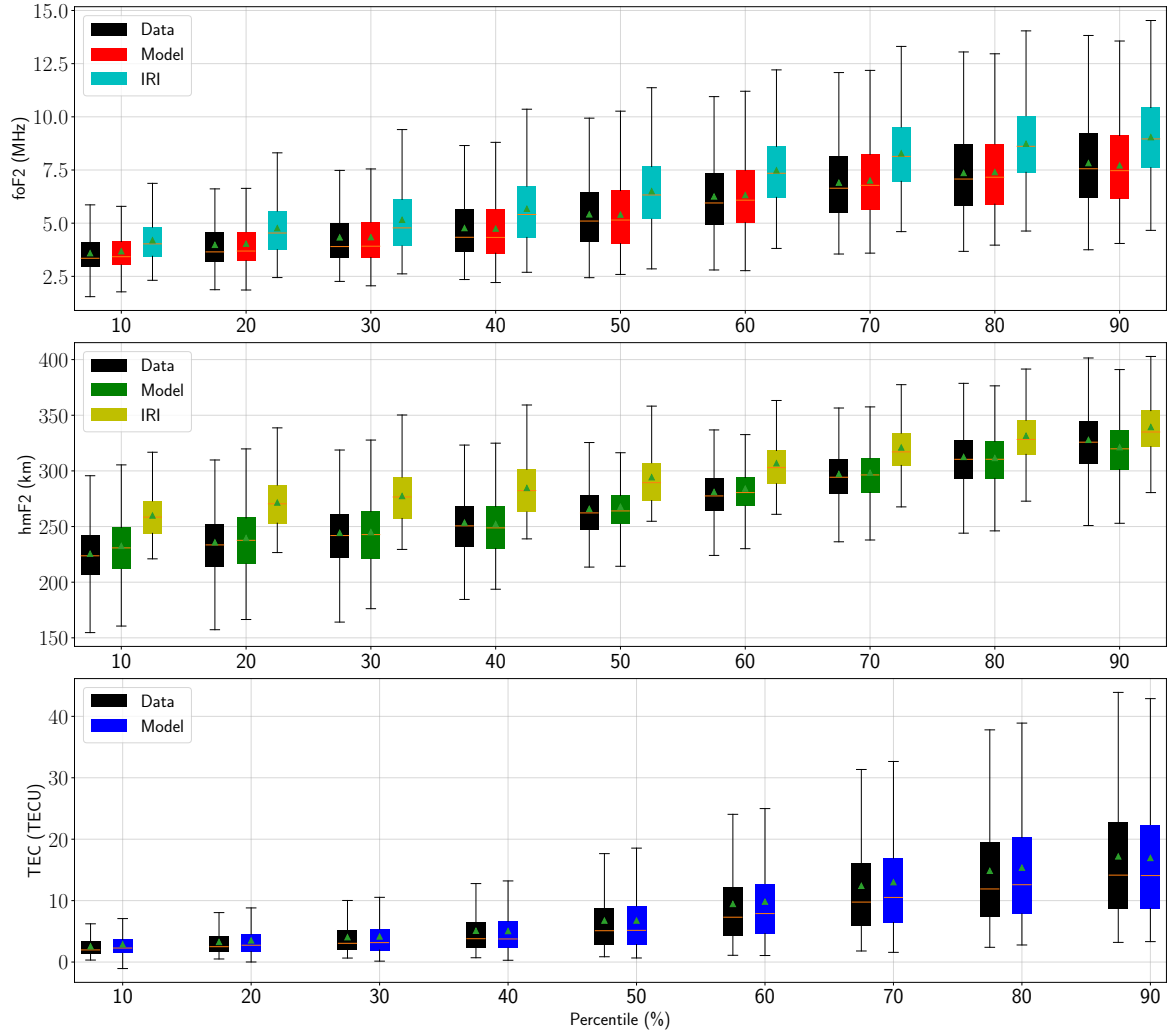 foF2 (MHz)
15.0
12.5
10.0
7.5
5.0
2.5
Data
Model
IRI
10 20 30 40 50 60 70 80 90
hmF2 (km)
400
350
300
250
200
150
Data
Model
IRI
10 20 30 40 50 60 70 80 90
TEC (TECU)
40
30
20
10
0
Data
Model
10 20 30 40 50 60 70 80 90
Percentile (%)